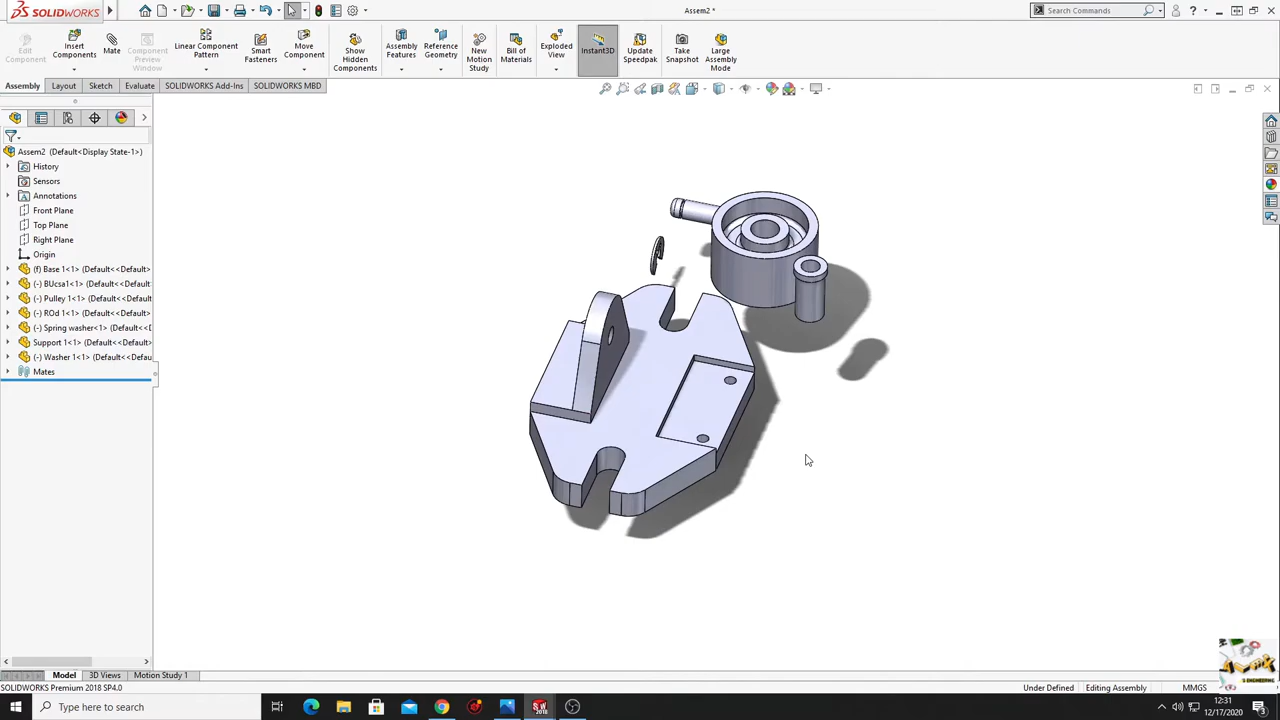 SOLIDWORKS
Assem2 *
Search Commands
Edit Component
Insert Components
Mate
Component Preview Window
Linear Component Pattern
Smart Fasteners
Move Component
Show Hidden Components
Assembly Features
Reference Geometry
New Motion Study
Bill of Materials
Exploded View
Instant3D
Update Speedpak
Take Snapshot
Large Assembly Mode
Assembly
Layout
Sketch
Evaluate
SOLIDWORKS Add-Ins
SOLIDWORKS MBD
Assem2 (Default<Display State-1>)
History
Sensors
Annotations
Front Plane
Top Plane
Right Plane
Origin
(f) Base 1<1> (Default<<Default>
(-) BUcsa1<1> (Default<<Default>
(-) Pulley 1<1> (Default<<Default
(-) ROd 1<1> (Default<<Default>
(-) Spring washer<1> (Default<<
Support 1<1> (Default<<Default
(-) Washer 1<1> (Default<<Defau
Mates
Model
3D Views
Motion Study 1
SOLIDWORKS Premium 2018 SP4.0
Under Defined
Editing Assembly
MMGS
Type here to search
12:31
12/17/2020